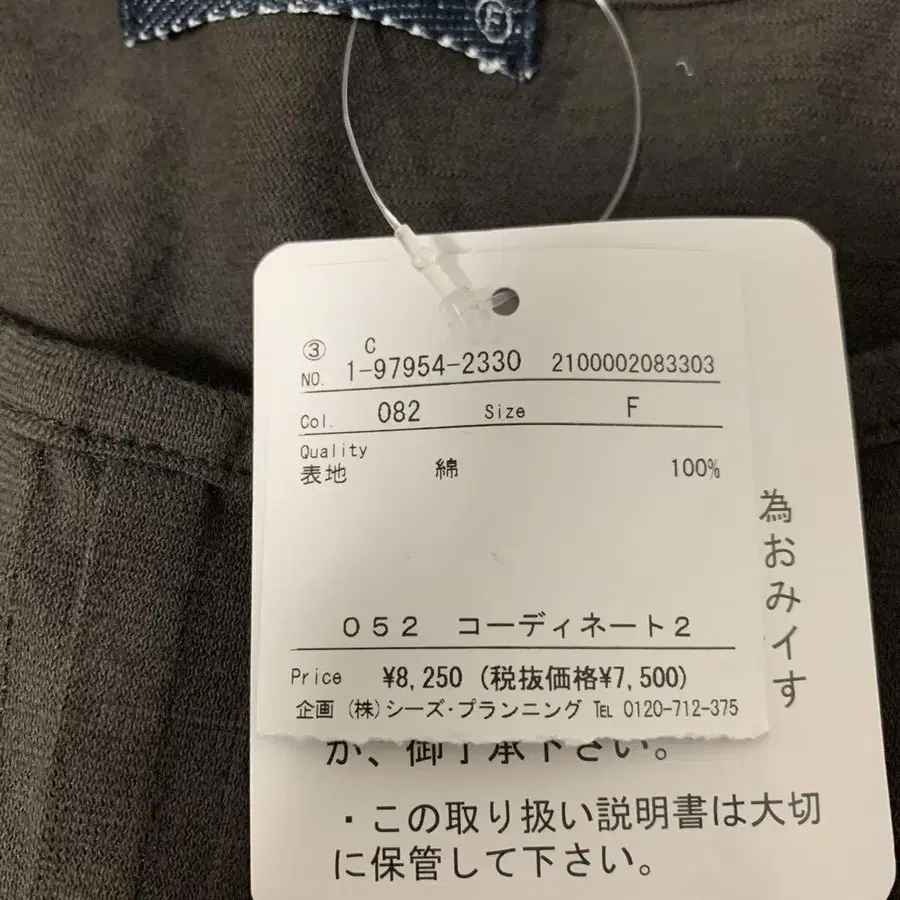 F
③ C
NO. 1-97954-2330 2100002083303
Col. 082 Size F
Quality
表地 綿 100%
052 コーディネート2
Price ¥8,250 (税抜価格¥7,500)
企画 (株)シーズ・プランニング ℡ 0120-712-375
為おみイす
が、御了承下さい。
・この取り扱い説明書は大切
に保管して下さい。